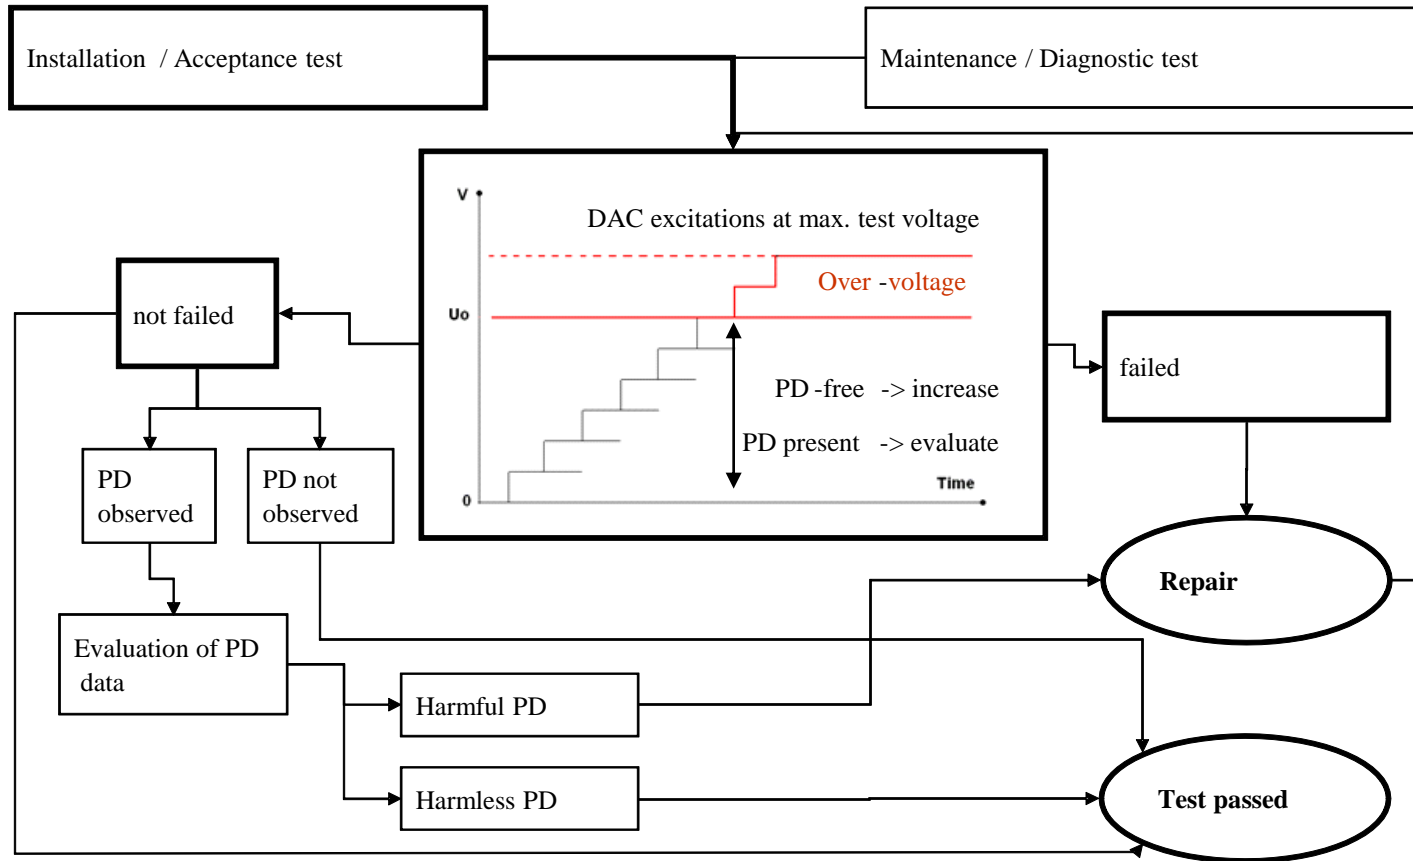 Installation / Acceptance test
Maintenance / Diagnostic test
V
DAC excitations at max. test voltage
Over -voltage
Uo
not failed
failed
PD -free -> increase
PD present -> evaluate
Time
0
PD
observed
PD not
observed
Repair
Evaluation of PD
data
Harmful PD
Harmless PD
Test passed